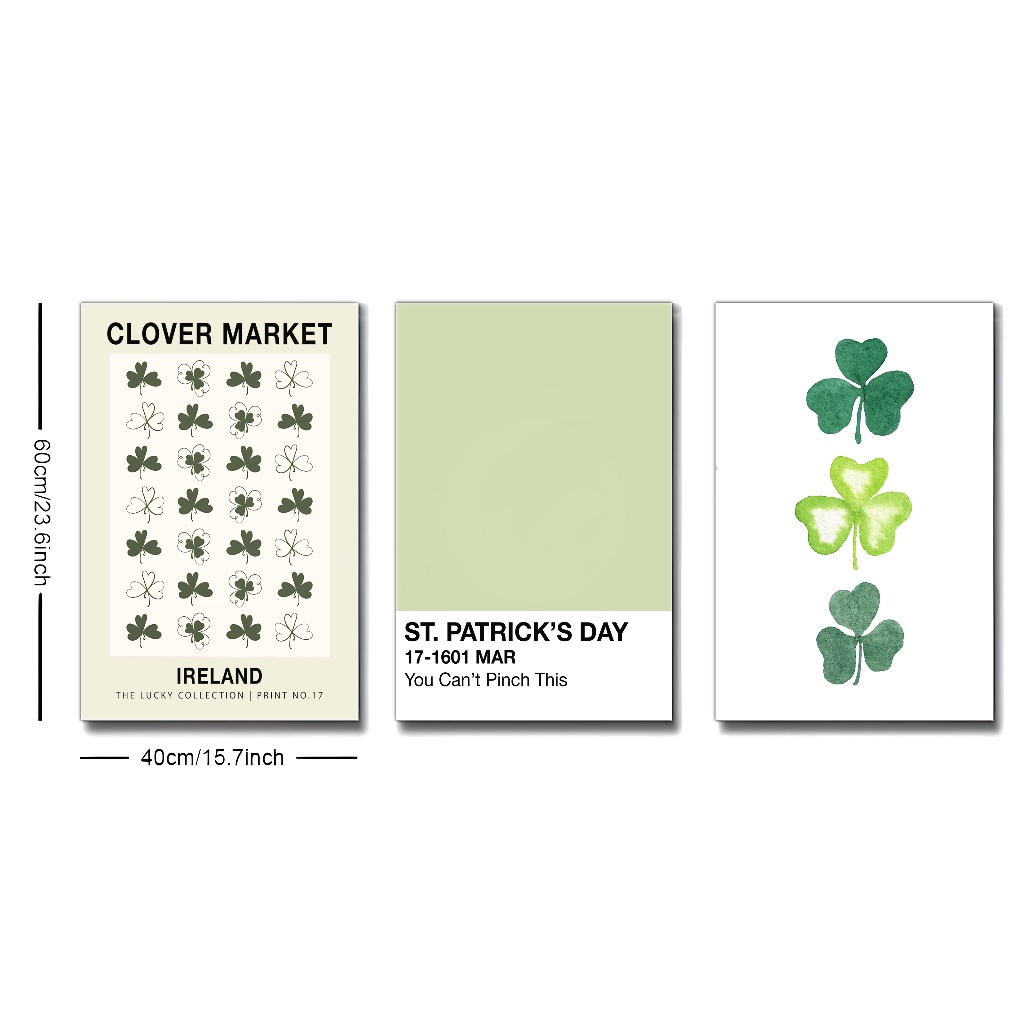 60cm/23.6inch
CLOVER MARKET
IRELAND
THE LUCKY COLLECTION | PRINT NO.17
40cm/15.7inch
ST. PATRICK'S DAY
17-1601 MAR
You Can't Pinch This